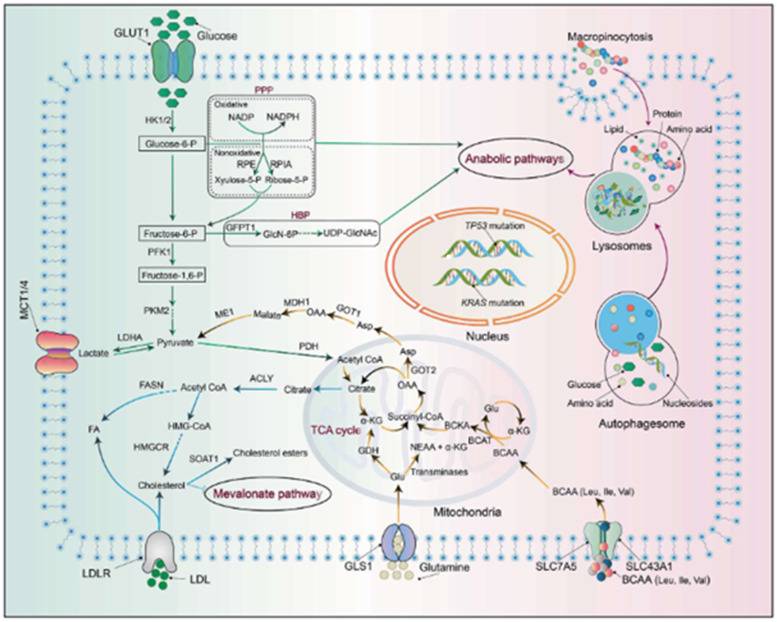 GLUT1
Glucose
Macropinocytosis
HK1/2
PPP
Oxidative
NADP
NADPH
Protein
Lipid
Amino acid
Glucose-6-P
Nonoxidative
RPE
RPIA
Xyulose-5-P
Ribose-5-P
Anabolic pathways
Lysosomes
HBP
Fructose-6-P
GFPT1
GlcN-6P
UDP-GlcNAc
TP53 mutation
PFK1
Fructose-1,6-P
KRAS mutation
MCT1/4
PKM2
Nucleus
ME1
Malate
MDH1
OAA
GOT1
Asp
LDHA
Lactate
Pyruvate
PDH
Acetyl CoA
Asp
GOT2
OAA
Glucose
Amino acid
Nucleosides
Autophagesome
FASN
Acetyl CoA
ACLY
Citrate
Citrate
FA
HMG-CoA
TCA cycle
α-KG
Succinyl-CoA
Glu
α-KG
BCKA
BCAT
BCAA
HMGCR
SOAT1
Cholesterol esters
GDH
NEAA + α-KG
Transminases
Glu
Cholesterol
Mevalonate pathway
BCAA (Leu, Ile, Val)
Mitochondria
LDLR
LDL
GLS1
Glutamine
SLC7A5
SLC43A1
BCAA (Leu, Ile, Val)